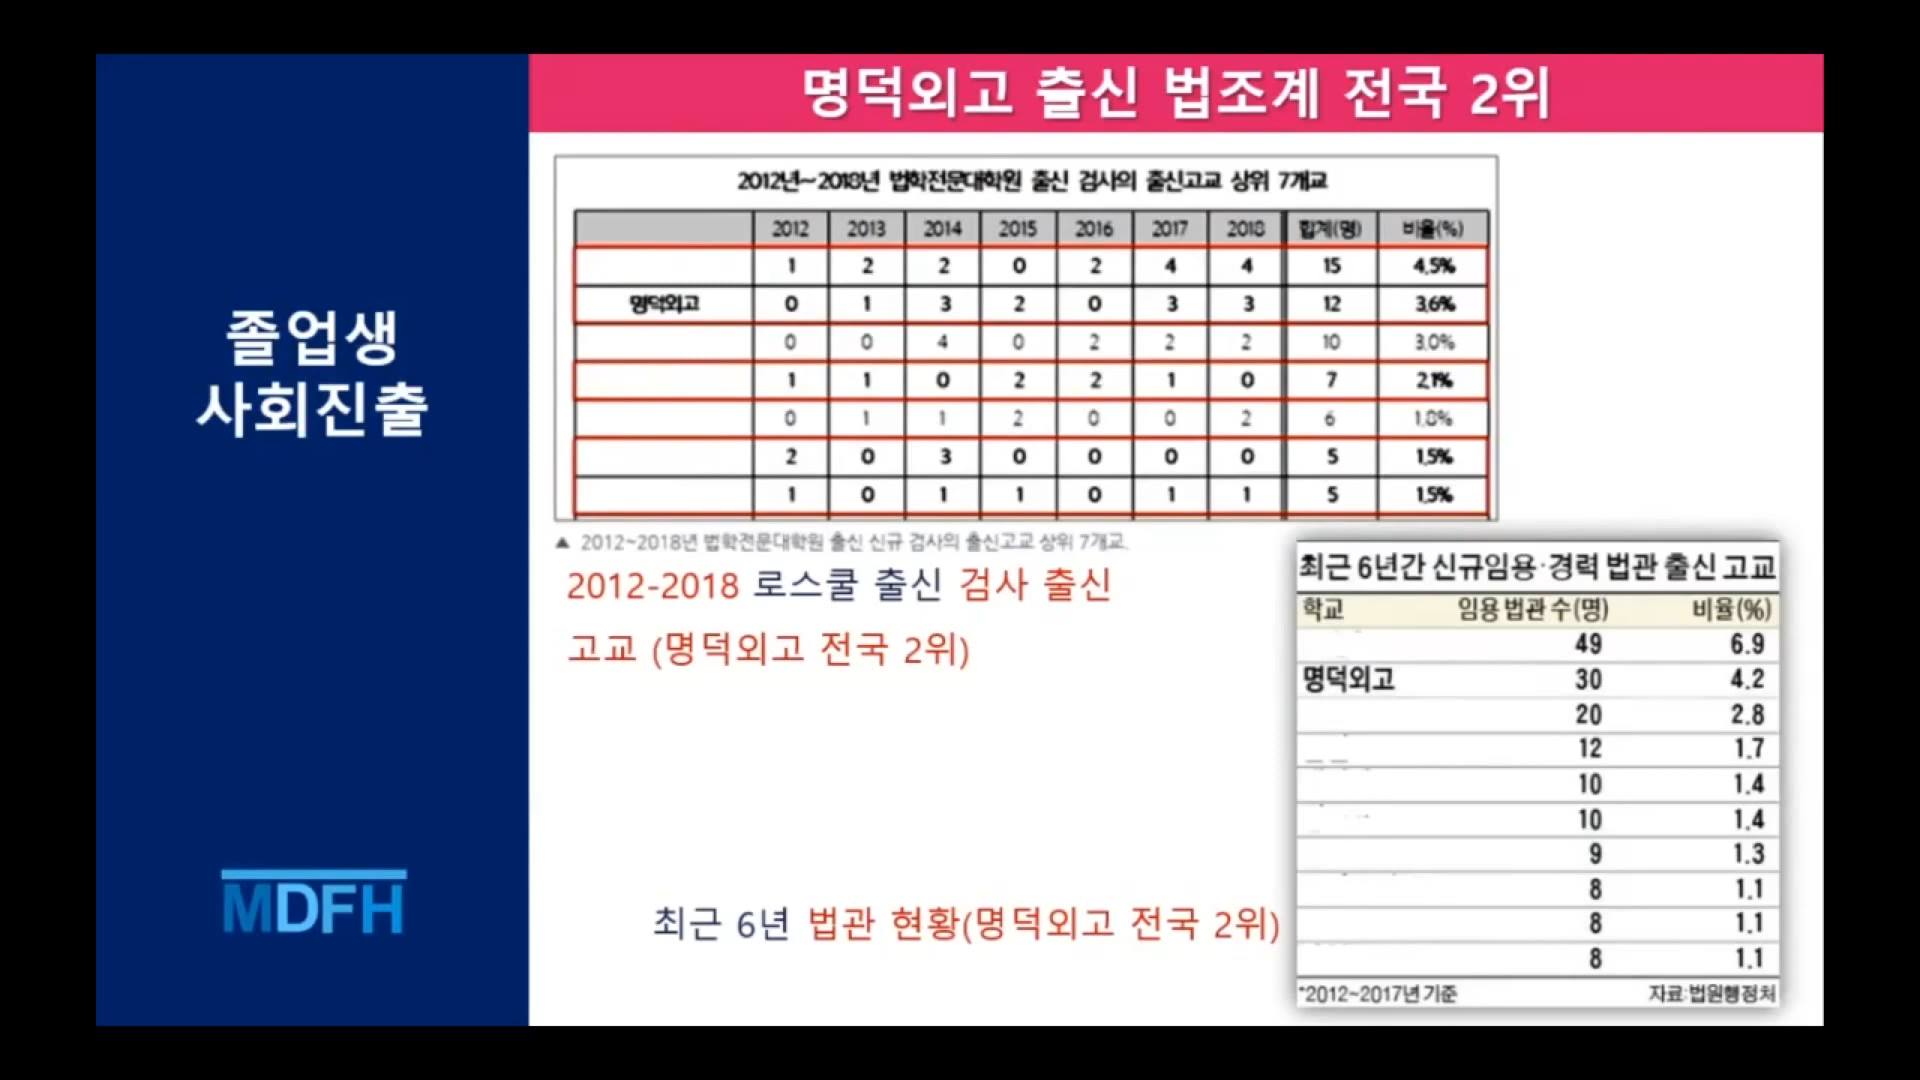 명덕외고 출신 법조계 전국 2위
졸업생
사회진출
MDFH
2012년~2018년 법학전문대학원 출신 검사의 출신고교 상위 7개교
2012 2013 2014 2015 2016 2017 2018 합계(명) 비율(%)
1 2 2 0 2 4 4 15 4.5%
명덕외고 0 1 3 2 0 3 3 12 3.6%
0 0 4 0 2 2 2 10 3.0%
1 1 0 2 2 1 0 7 2.1%
0 1 1 2 0 0 2 6 1.8%
2 0 3 0 0 0 0 5 1.5%
1 0 1 1 0 1 1 5 1.5%
▲ 2012~2018년 법학전문대학원 출신 신규 검사의 출신고교 상위 7개교.
2012-2018 로스쿨 출신 검사 출신
고교 (명덕외고 전국 2위)
최근 6년 법관 현황(명덕외고 전국 2위)
최근 6년간 신규임용·경력 법관 출신 고교
학교 임용 법관 수(명) 비율(%)
49 6.9
명덕외고 30 4.2
20 2.8
12 1.7
10 1.4
10 1.4
9 1.3
8 1.1
8 1.1
8 1.1
*2012~2017년 기준 자료:법원행정처